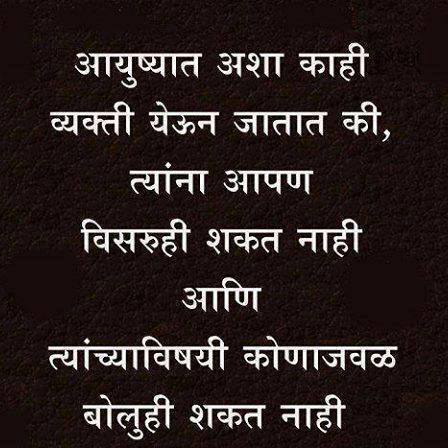 आयुष्यात अशा काही
व्यक्ती येऊन जातात की,
त्यांना आपण
विसरुही शकत नाही
आणि
त्यांच्याविषयी कोणाजवळ
बोलुही शकत नाही